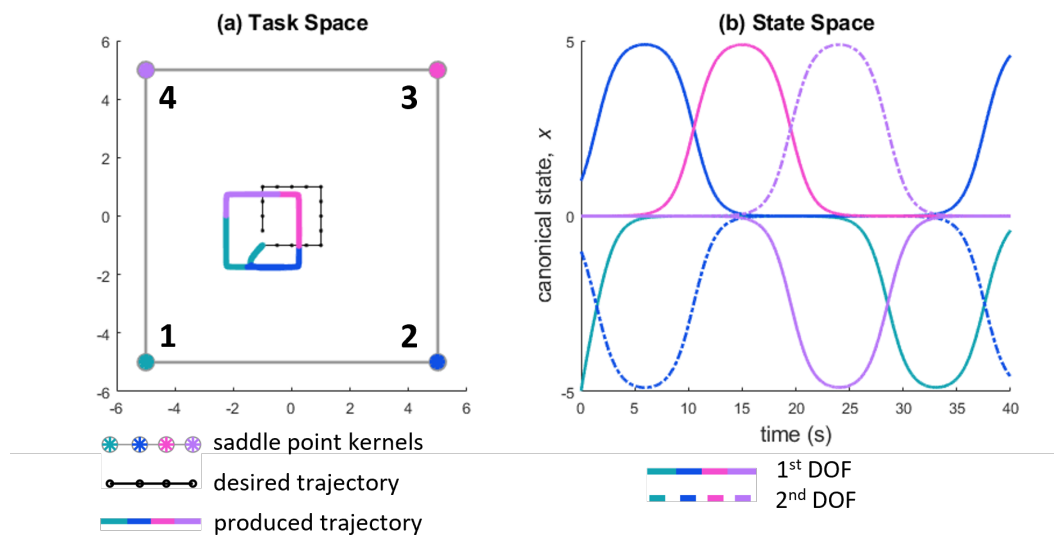 (a) Task Space
6
4
2
0
-2
-4
-6
-6 -4 -2 0 2 4 6
4 3
1 2
saddle point kernels
desired trajectory
produced trajectory
(b) State Space
canonical state, x
5
0
-5
0 5 10 15 20 25 30 35 40
time (s)
1st DOF
2nd DOF